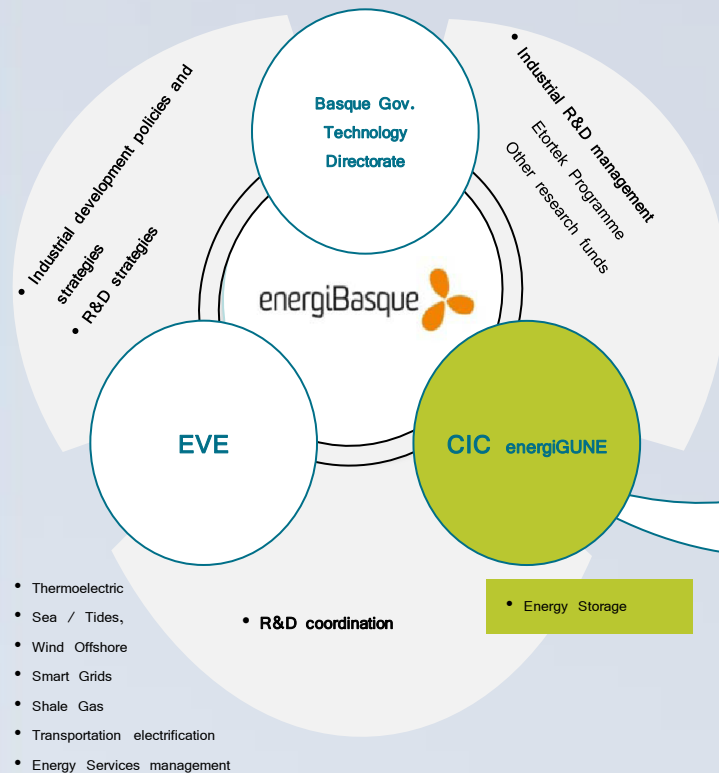 Basque Gov.
Technology
Directorate
• Industrial development policies and
strategies
• R&D strategies
• Industrial R&D management
Etortek Programme
Other research funds
energiBasque
EVE
CIC energiGUNE
• R&D coordination
• Energy Storage
• Thermoelectric
• Sea / Tides,
• Wind Offshore
• Smart Grids
• Shale Gas
• Transportation electrification
• Energy Services management